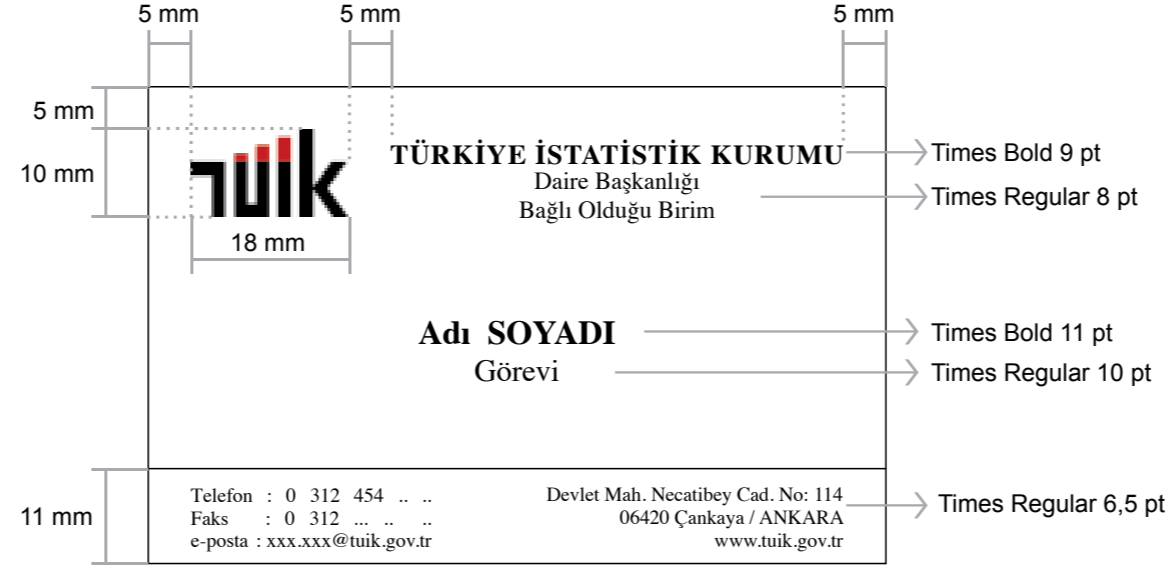 5 mm 5 mm 5 mm
5 mm
10 mm
tuik
18 mm
TÜRKİYE İSTATİSTİK KURUMU
Daire Başkanlığı
Bağlı Olduğu Birim
Times Bold 9 pt
Times Regular 8 pt
Adı SOYADI
Görevi
Times Bold 11 pt
Times Regular 10 pt
11 mm
Telefon : 0 312 454 .. ..
Faks : 0 312 ... .. ..
e-posta : xxx.xxx@tuik.gov.tr
Devlet Mah. Necatibey Cad. No: 114
06420 Çankaya / ANKARA
www.tuik.gov.tr
Times Regular 6,5 pt